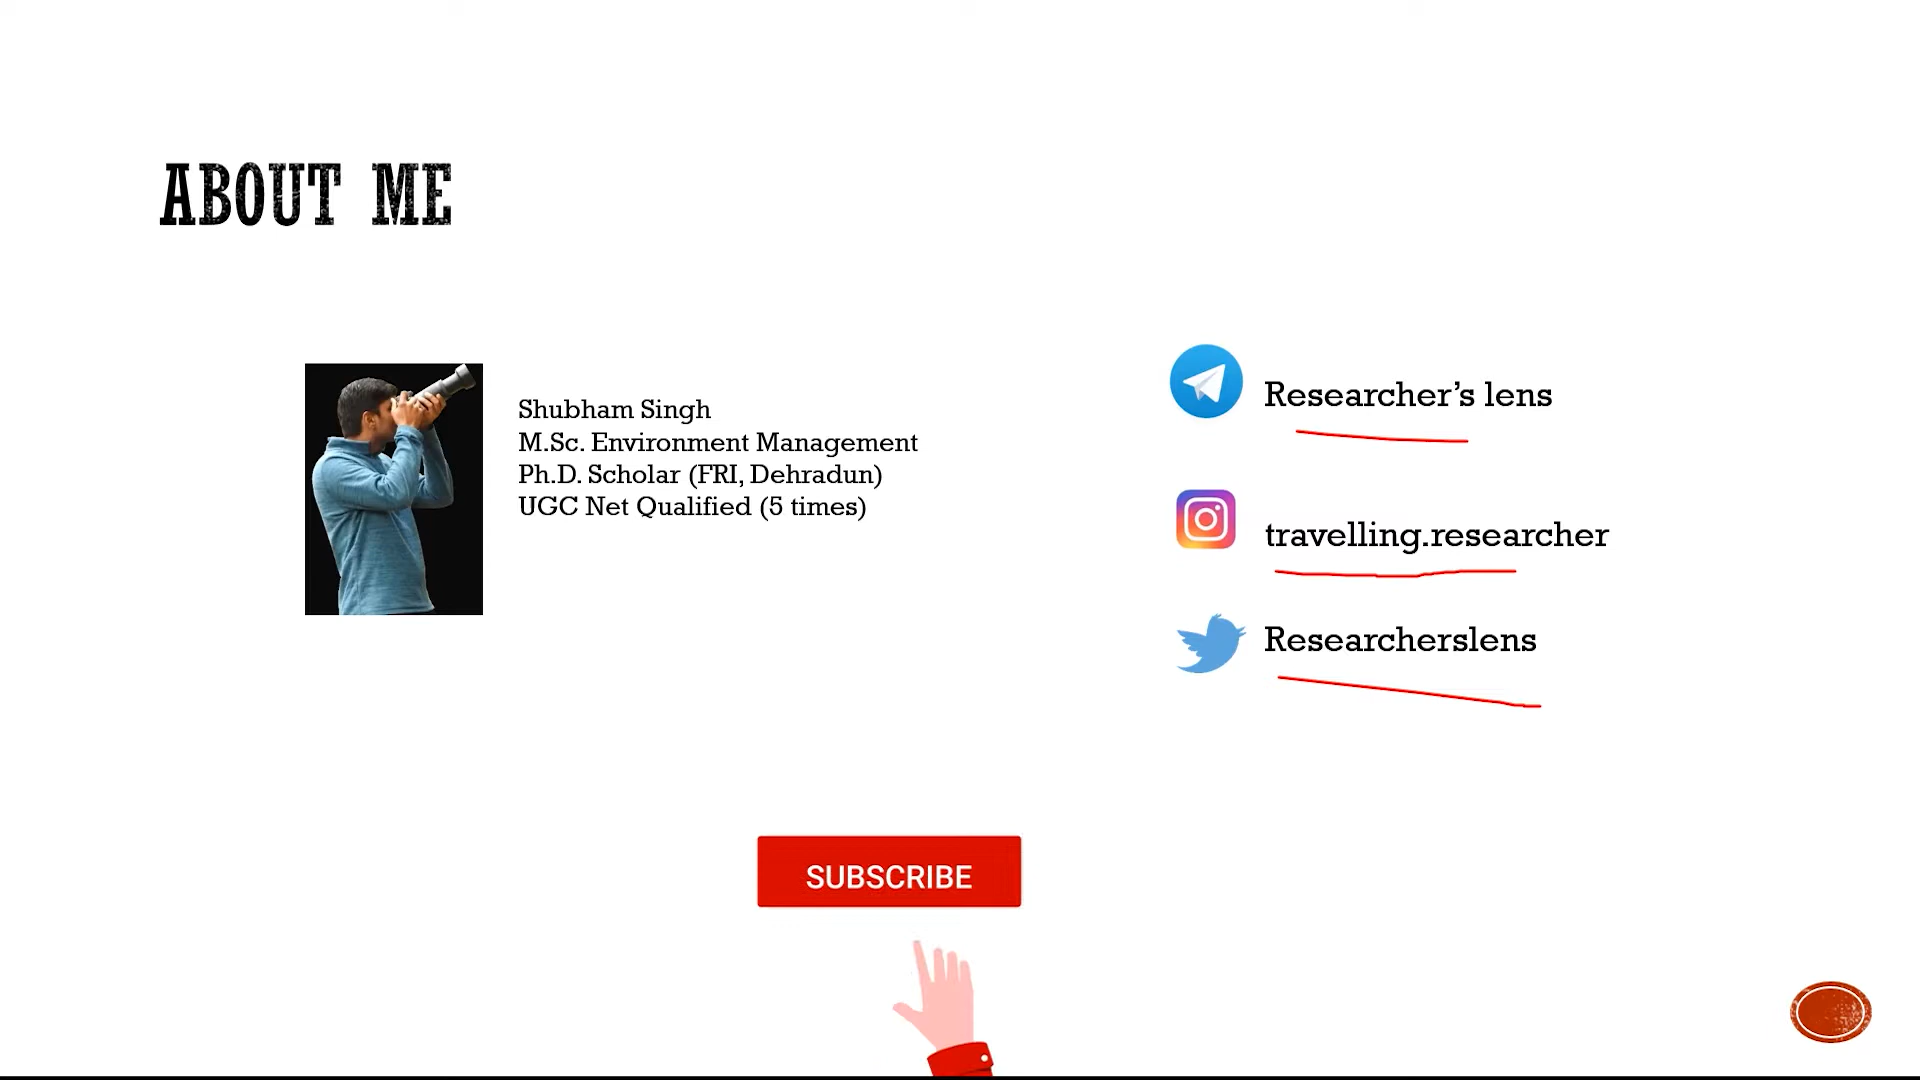 ABOUT ME
Shubham Singh
M.Sc. Environment Management
Ph.D. Scholar (FRI, Dehradun)
UGC Net Qualified (5 times)
Researcher’s lens
travelling.researcher
Researcherslens
SUBSCRIBE